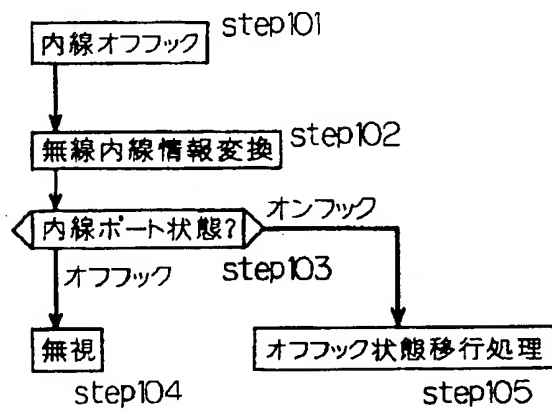 内線オフフック
step101
無線内線情報変換
step102
内線ポート状態?
オンフック
step103
オフフック
無視
オフフック状態移行処理
step104
step105